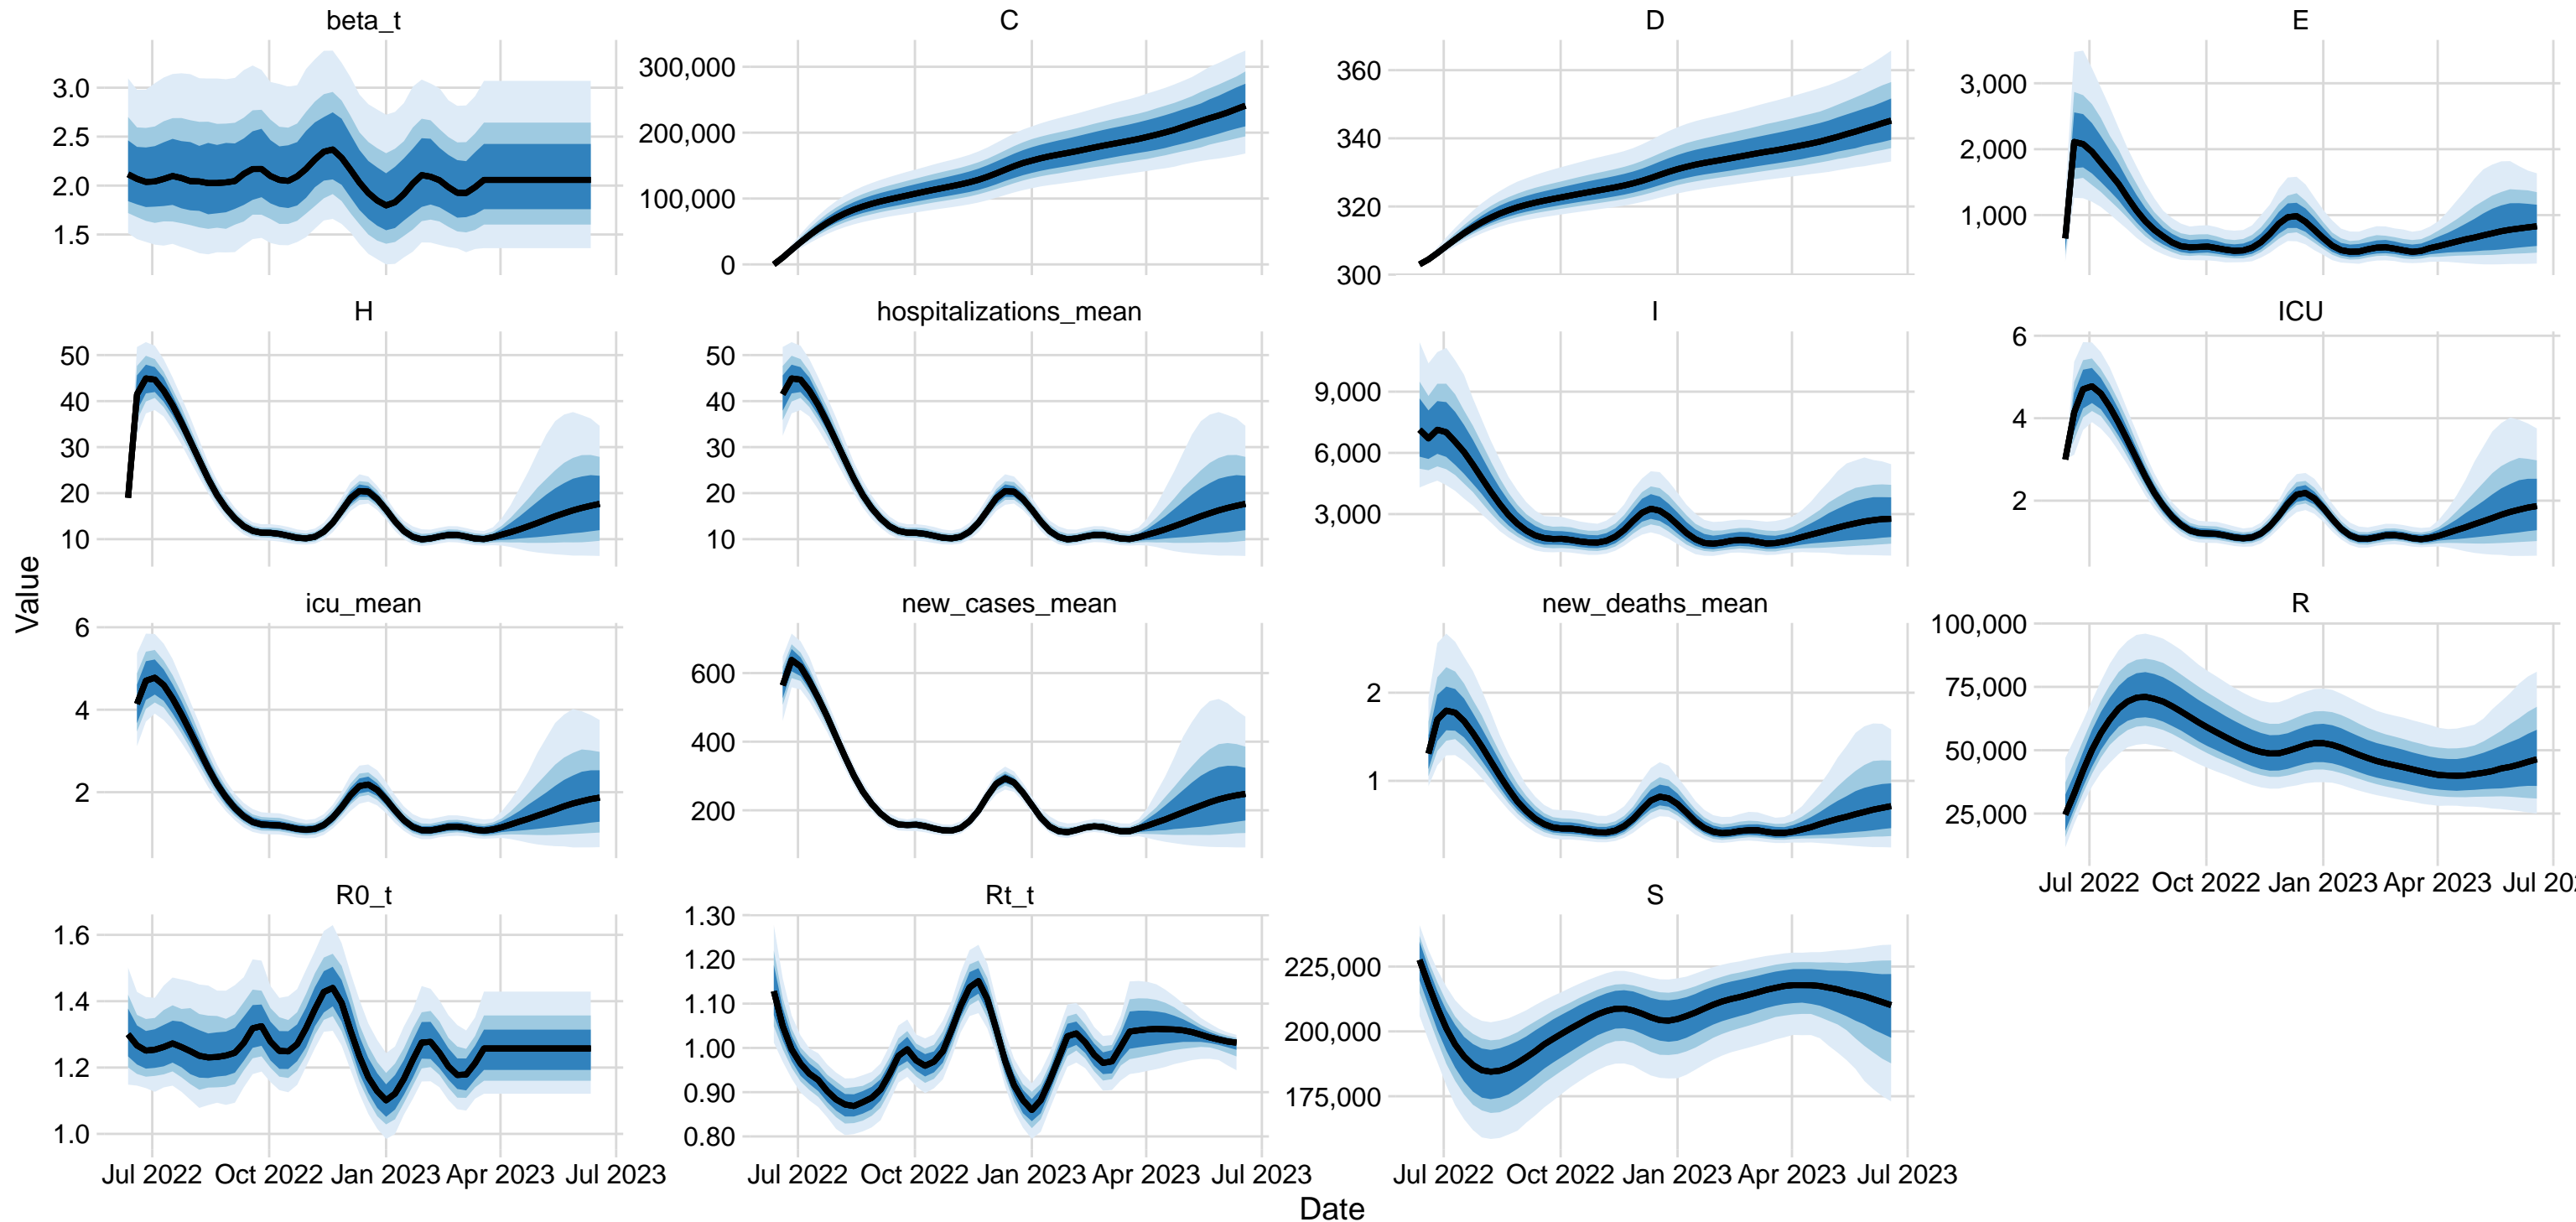 beta_t
C
D
E
3.0
2.5
2.0
1.5
300,000
200,000
100,000
0
360
340
320
300
3,000
2,000
1,000
H
hospitalizations_mean
I
ICU
50
40
30
20
10
50
40
30
20
10
9,000
6,000
3,000
6
4
2
Value
icu_mean
new_cases_mean
new_deaths_mean
R
6
4
2
600
400
200
2
1
100,000
75,000
50,000
25,000
Jul 2022 Oct 2022 Jan 2023 Apr 2023 Jul 202
R0_t
Rt_t
S
1.6
1.4
1.2
1.0
1.30
1.20
1.10
1.00
0.90
0.80
225,000
200,000
175,000
Jul 2022 Oct 2022 Jan 2023 Apr 2023 Jul 2023
Jul 2022 Oct 2022 Jan 2023 Apr 2023 Jul 2023
Jul 2022 Oct 2022 Jan 2023 Apr 2023 Jul 2023
Date